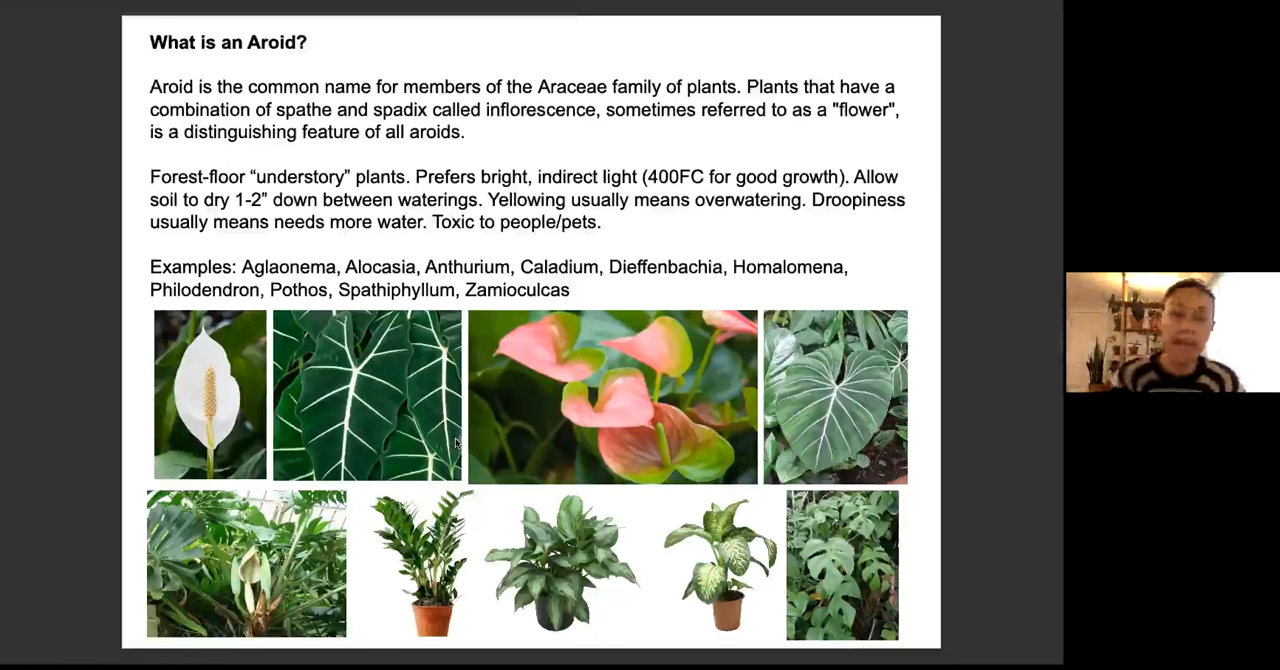 What is an Aroid?
Aroid is the common name for members of the Araceae family of plants. Plants that have a
combination of spathe and spadix called inflorescence, sometimes referred to as a "flower",
is a distinguishing feature of all aroids.
Forest-floor “understory” plants. Prefers bright, indirect light (400FC for good growth). Allow
soil to dry 1-2” down between waterings. Yellowing usually means overwatering. Droopiness
usually means needs more water. Toxic to people/pets.
Examples: Aglaonema, Alocasia, Anthurium, Caladium, Dieffenbachia, Homalomena,
Philodendron, Pothos, Spathiphyllum, Zamioculcas